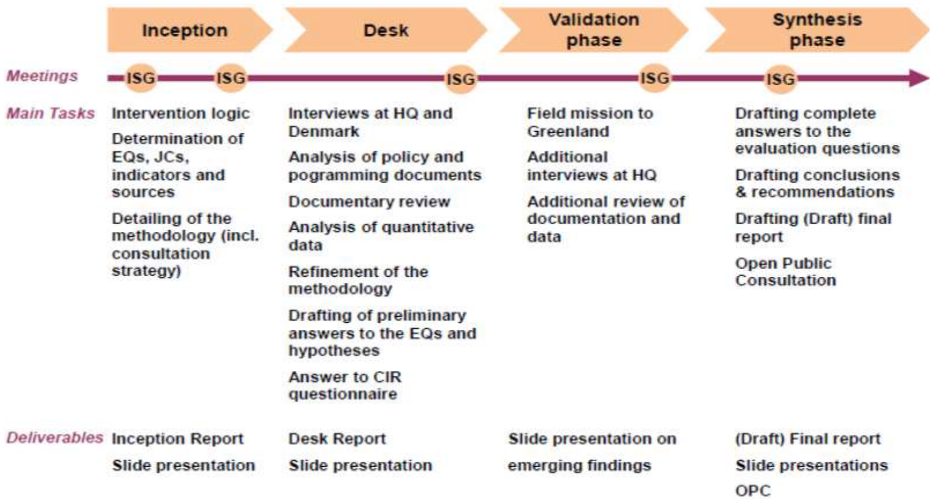 Inception
Desk
Validation
phase
Synthesis
phase
Meetings
ISG
ISG
ISG
ISG
ISG
Main Tasks
Intervention logic
Determination of
EQs, JCs,
indicators and
sources
Detailing of the
methodology (incl.
consultation
strategy)
Interviews at HQ and
Denmark
Analysis of policy and
pogramming documents
Documentary review
Analysis of quantitative
data
Refinement of the
methodology
Drafting of preliminary
answers to the EQs and
hypotheses
Answer to CIR
questionnaire
Field mission to
Greenland
Additional
interviews at HQ
Additional review of
documentation and
data
Drafting complete
answers to the
evaluation questions
Drafting conclusions
& recommendations
Drafting (Draft) final
report
Open Public
Consultation
Deliverables
Inception Report
Slide presentation
Desk Report
Slide presentation
Slide presentation on
emerging findings
(Draft) Final report
Slide presentations
OPC